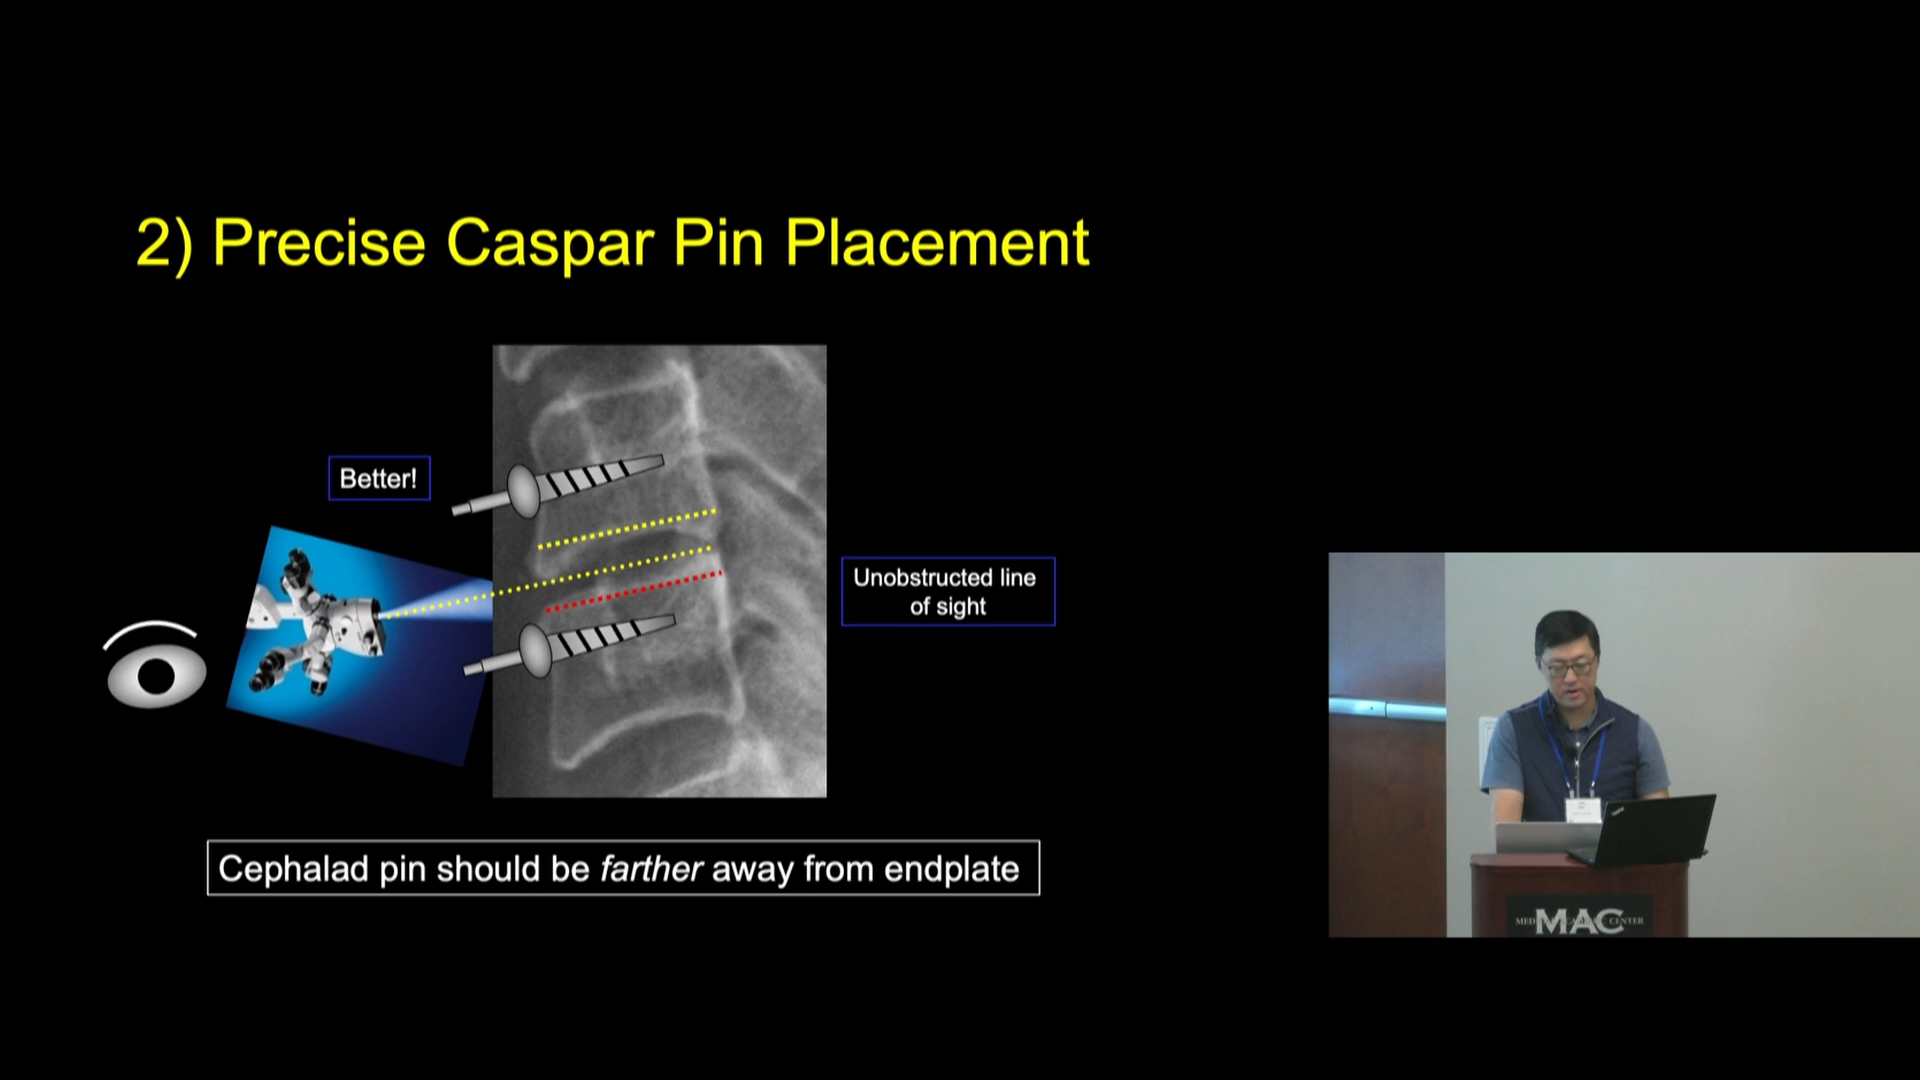 2) Precise Caspar Pin Placement
Better!
Unobstructed line
of sight
Cephalad pin should be farther away from endplate
MAC